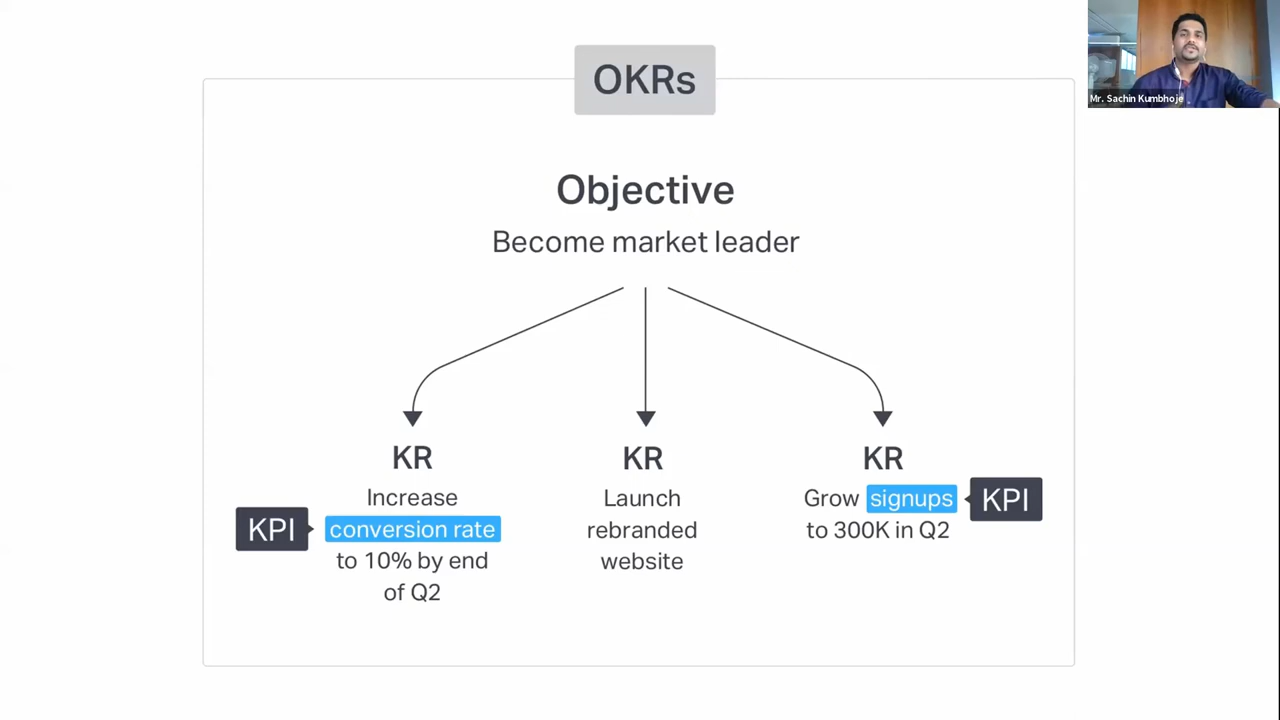 OKRs
Mr. Sachin Kumbhoje
Objective
Become market leader
KR
Increase
KPI
conversion rate
to 10% by end
of Q2
KR
Launch
rebranded
website
KR
Grow signups
KPI
to 300K in Q2